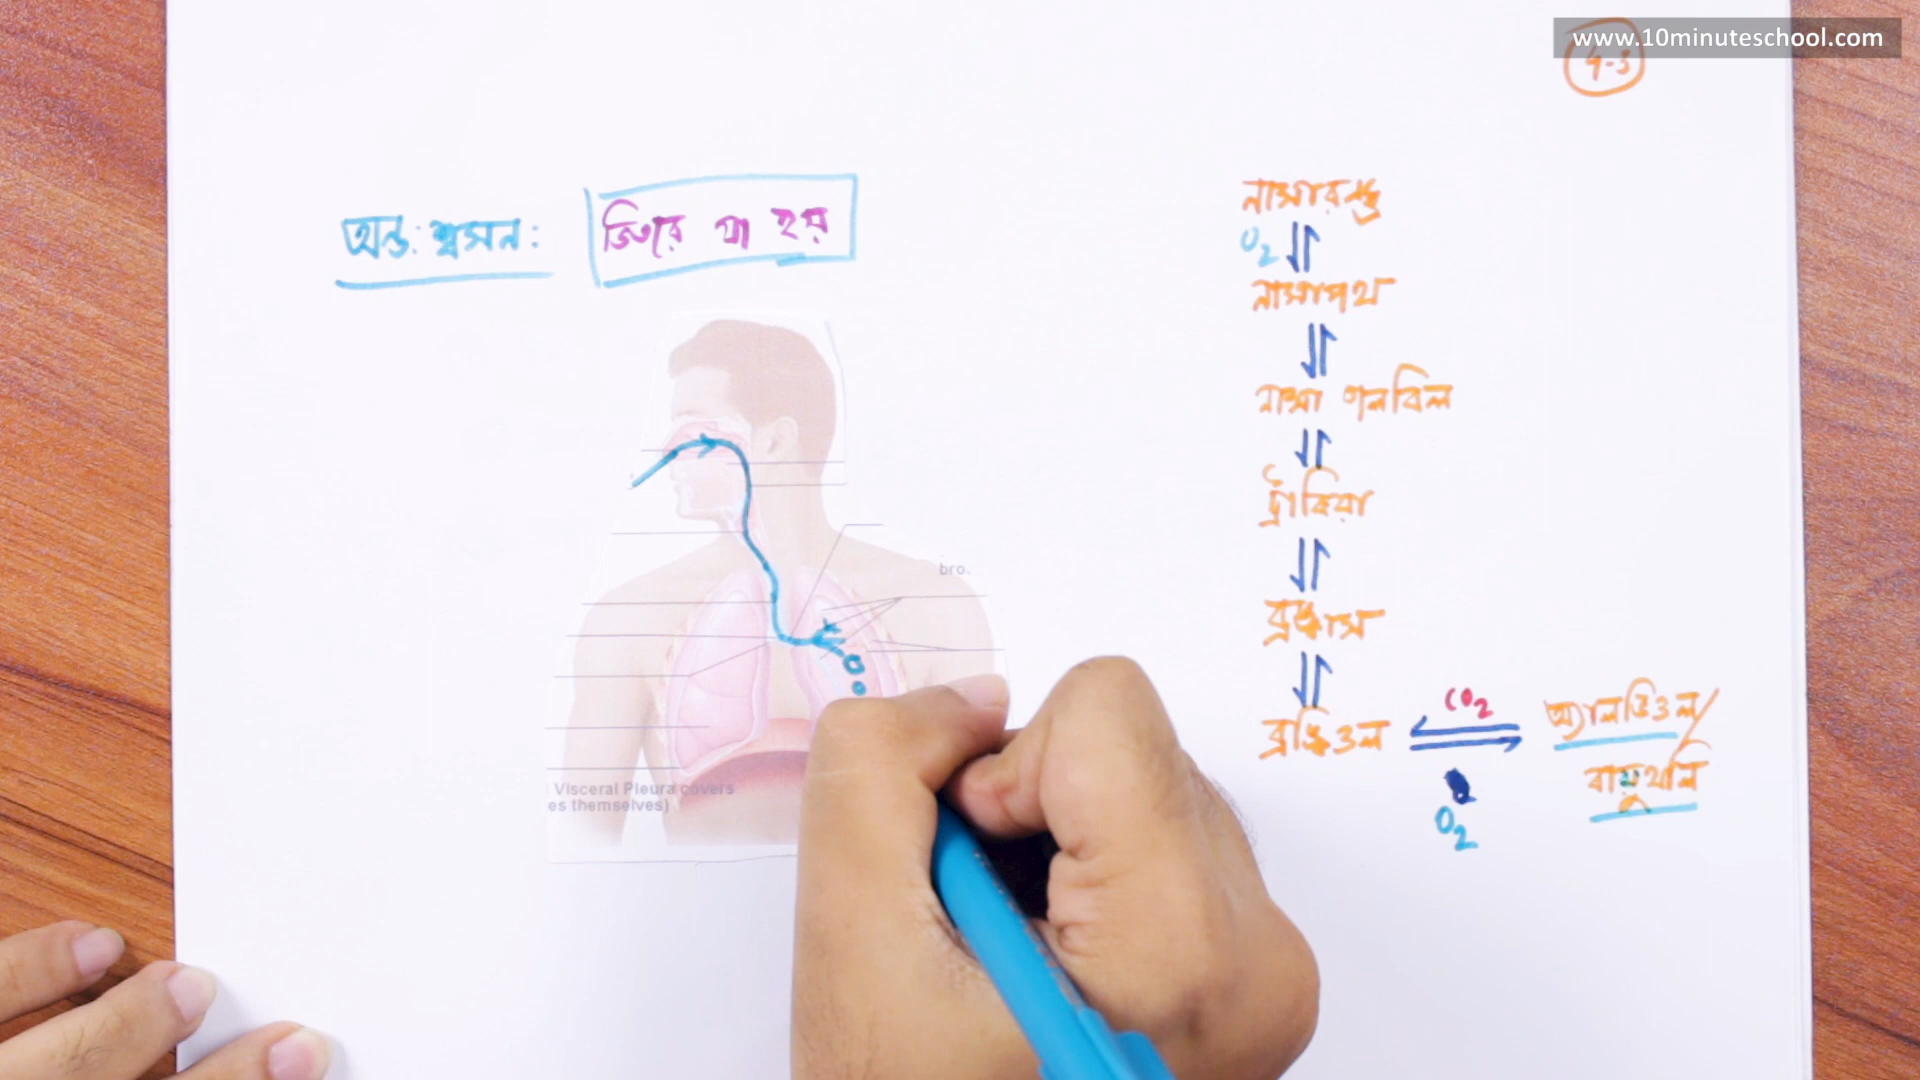 www.10minuteschool.com
অন্ত:শ্বসন:
ভিতরে যা হয়
নাসারন্ধ্র
O2
নাসাপথ
নাসা গলবিল
ট্রাকিয়া
ব্রঙ্কাস
ব্রঙ্কিওল
CO2
O2
অ্যালভিওল/
বায়ুথলি
bro.
Visceral Pleura covers
es themselves)